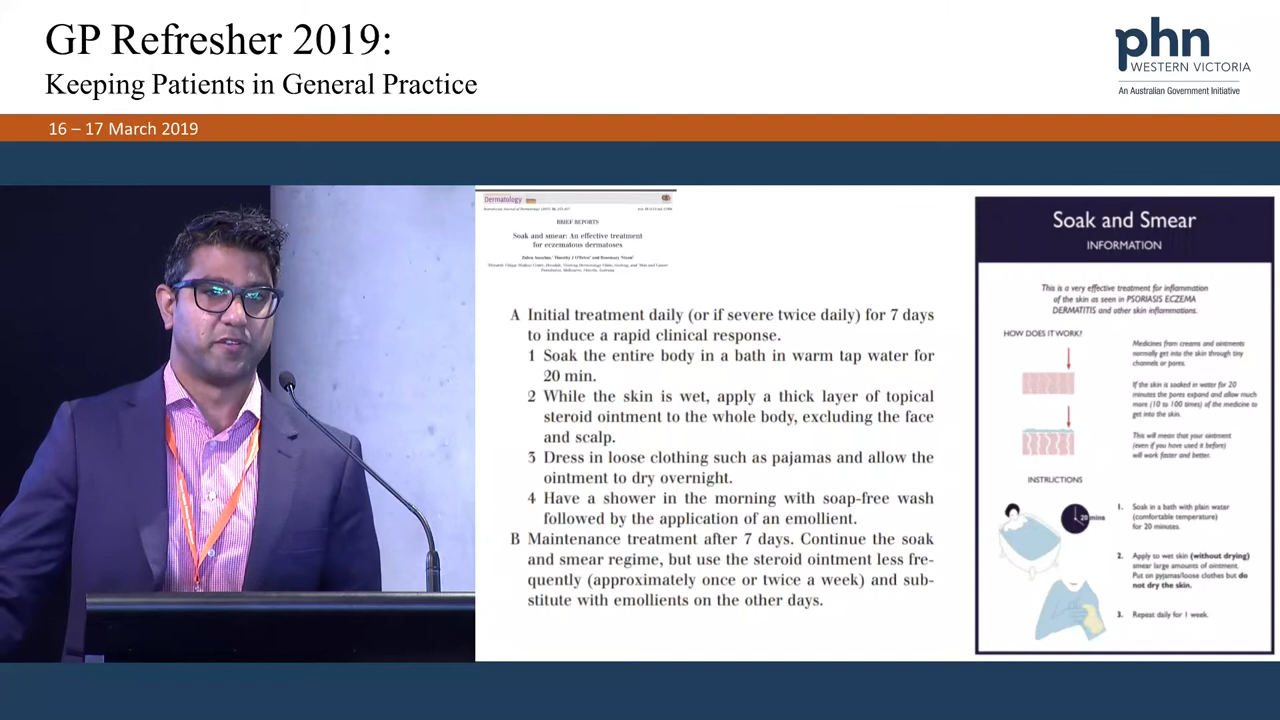 GP Refresher 2019:
Keeping Patients in General Practice
phn
WESTERN VICTORIA
An Australian Government Initiative
16 – 17 March 2019
Dermatology
BRIEF REPORTS
Soak and smear: An effective treatment
for eczematous dermatoses
A Initial treatment daily (or if severe twice daily) for 7 days
to induce a rapid clinical response.
1 Soak the entire body in a bath in warm tap water for
20 min.
2 While the skin is wet, apply a thick layer of topical
steroid ointment to the whole body, excluding the face
and scalp.
3 Dress in loose clothing such as pajamas and allow the
ointment to dry overnight.
4 Have a shower in the morning with soap-free wash
followed by the application of an emollient.
B Maintenance treatment after 7 days. Continue the soak
and smear regime, but use the steroid ointment less fre-
quently (approximately once or twice a week) and sub-
stitute with emollients on the other days.
Soak and Smear
INFORMATION
This is a very effective treatment for inflammation
of the skin as seen in PSORIASIS ECZEMA
DERMATITIS and other skin inflammations.
HOW DOES IT WORK?
Medicines from creams and ointments
normally get into the skin through tiny
channels or pores.
If the skin is soaked in water for 20
minutes the pores expand and allow much
more (10 to 100 times) of the medicine to
get into the skin.
This will mean that your ointment
(even if you have used it before)
will work faster and better.
INSTRUCTIONS
20 mins
1. Soak in a bath with plain water
(comfortable temperature)
for 20 minutes.
2. Apply to wet skin (without drying)
smear large amounts of ointment.
Put on pyjamas/loose clothes but do
not dry the skin.
3. Repeat daily for 1 week.